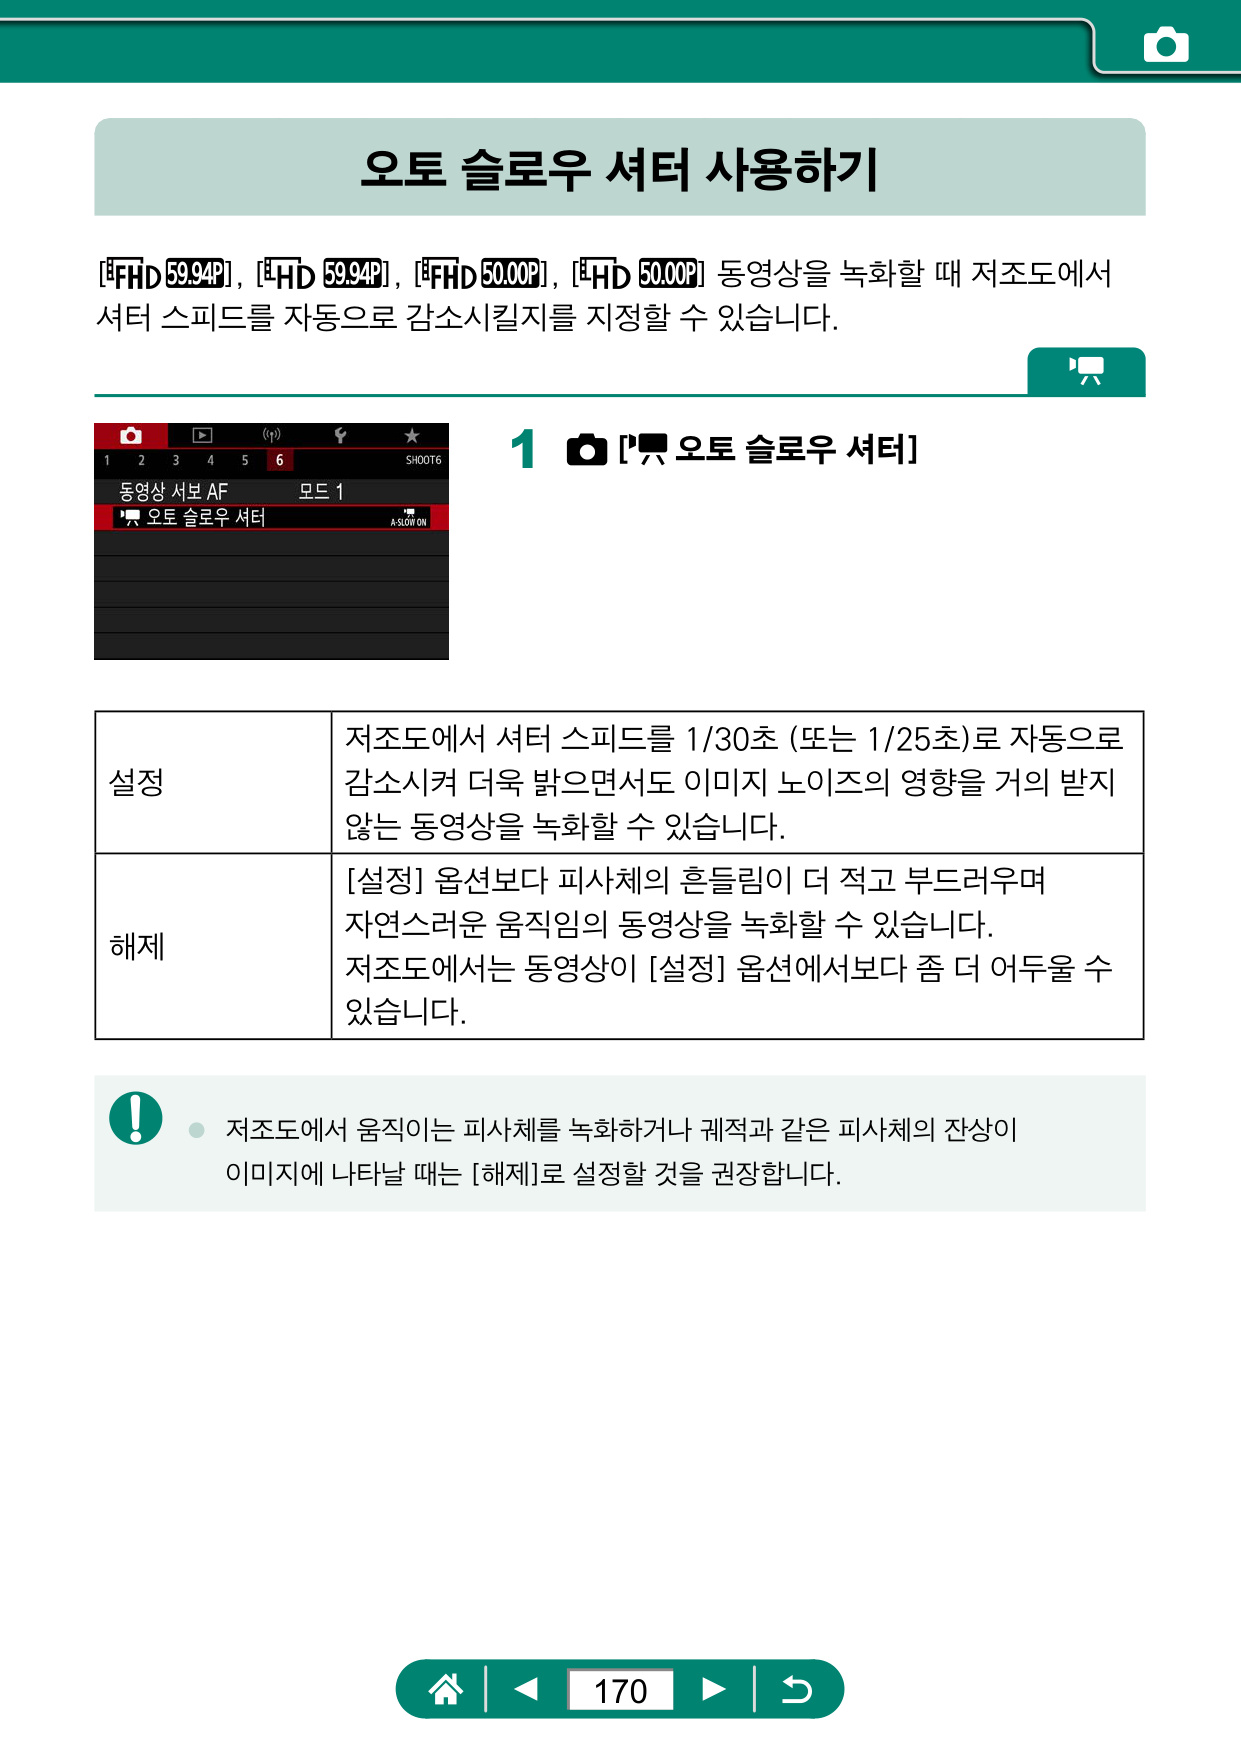 오토 슬로우 셔터 사용하기
[FHD 59.94P], [HD 59.94P], [FHD 50.00P], [HD 50.00P] 동영상을 녹화할 때 저조도에서
셔터 스피드를 자동으로 감소시킬지를 지정할 수 있습니다.
1 2 3 4 5 6 SHOOT6
동영상 서보 AF 모드 1
오토 슬로우 셔터 A-SLOW ON
1 [오토 슬로우 셔터]
설정
저조도에서 셔터 스피드를 1/30초 (또는 1/25초)로 자동으로
감소시켜 더욱 밝으면서도 이미지 노이즈의 영향을 거의 받지
않는 동영상을 녹화할 수 있습니다.
해제
[설정] 옵션보다 피사체의 흔들림이 더 적고 부드러우며
자연스러운 움직임의 동영상을 녹화할 수 있습니다.
저조도에서는 동영상이 [설정] 옵션에서보다 좀 더 어두울 수
있습니다.
● 저조도에서 움직이는 피사체를 녹화하거나 궤적과 같은 피사체의 잔상이
이미지에 나타날 때는 [해제]로 설정할 것을 권장합니다.
170